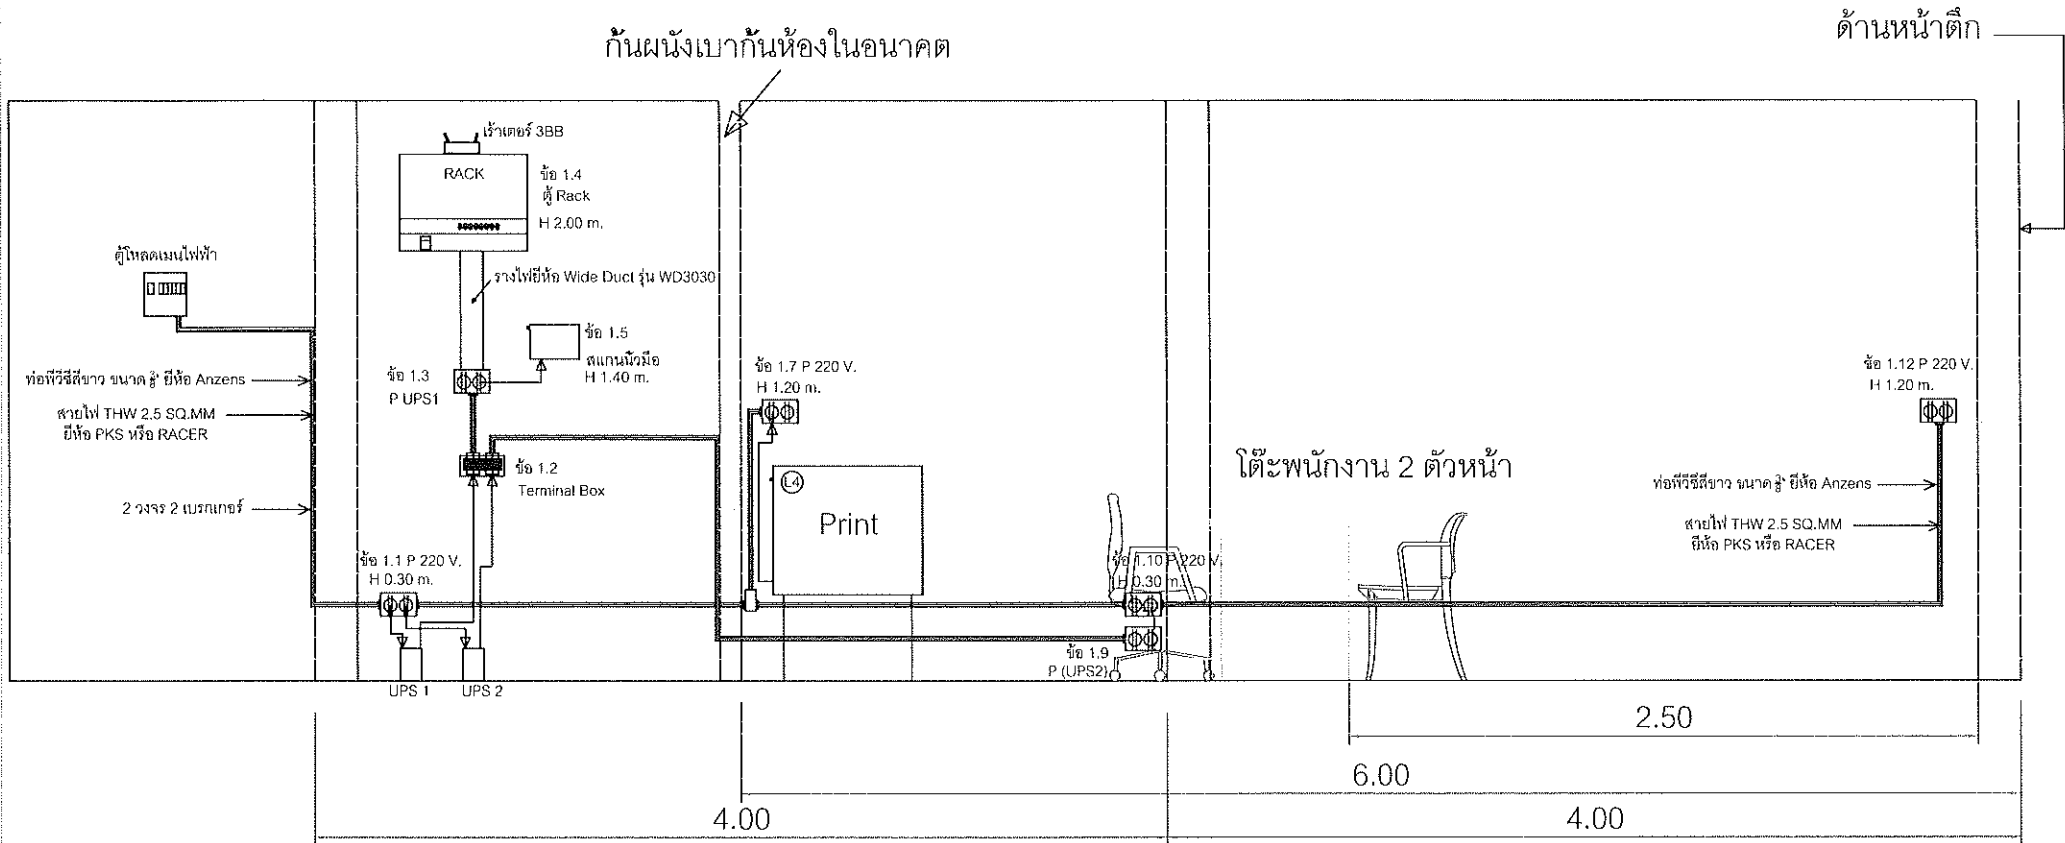 ด้านหน้าตึก
กั้นผนังเบากั้นห้องในอนาคต
เร้าเตอร์ 3BB
RACK
ข้อ 1.4
ตู้ Rack
H 2.00 m.
ตู้โหลดเมนไฟฟ้า
รางไฟยี่ห้อ Wide Duct รุ่น WD3030
ข้อ 1.5
สแกนนิ้วมือ
H 1.40 m.
ข้อ 1.3
P UPS1
ข้อ 1.7 P 220 V.
H 1.20 m.
ข้อ 1.12 P 220 V.
H 1.20 m.
ท่อพีวีซีสีขาว ขนาด ยี่ห้อ Anzens
สายไฟ THW 2.5 SQ.MM
ยี่ห้อ PKS หรือ RACER
ข้อ 1.2
Terminal Box
2 วงจร 2 เบรกเกอร์
L4
Print
โต๊ะพนักงาน 2 ตัวหน้า
ท่อพีวีซีสีขาว ขนาด ยี่ห้อ Anzens
สายไฟ THW 2.5 SQ.MM
ยี่ห้อ PKS หรือ RACER
ข้อ 1.1 P 220 V.
H 0.30 m.
ข้อ 1.10 P 220 V.
H 0.30 m.
ข้อ 1.9
P (UPS2)
UPS 1
UPS 2
2.50
6.00
4.00
4.00